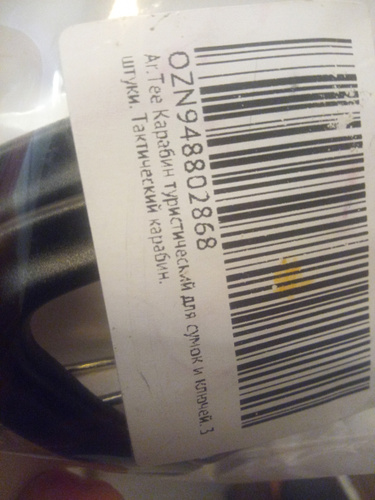 OZN948802868
Ar.Tee Карабин туристический для сумок и ключей. 3
штуки. Тактический карабин.